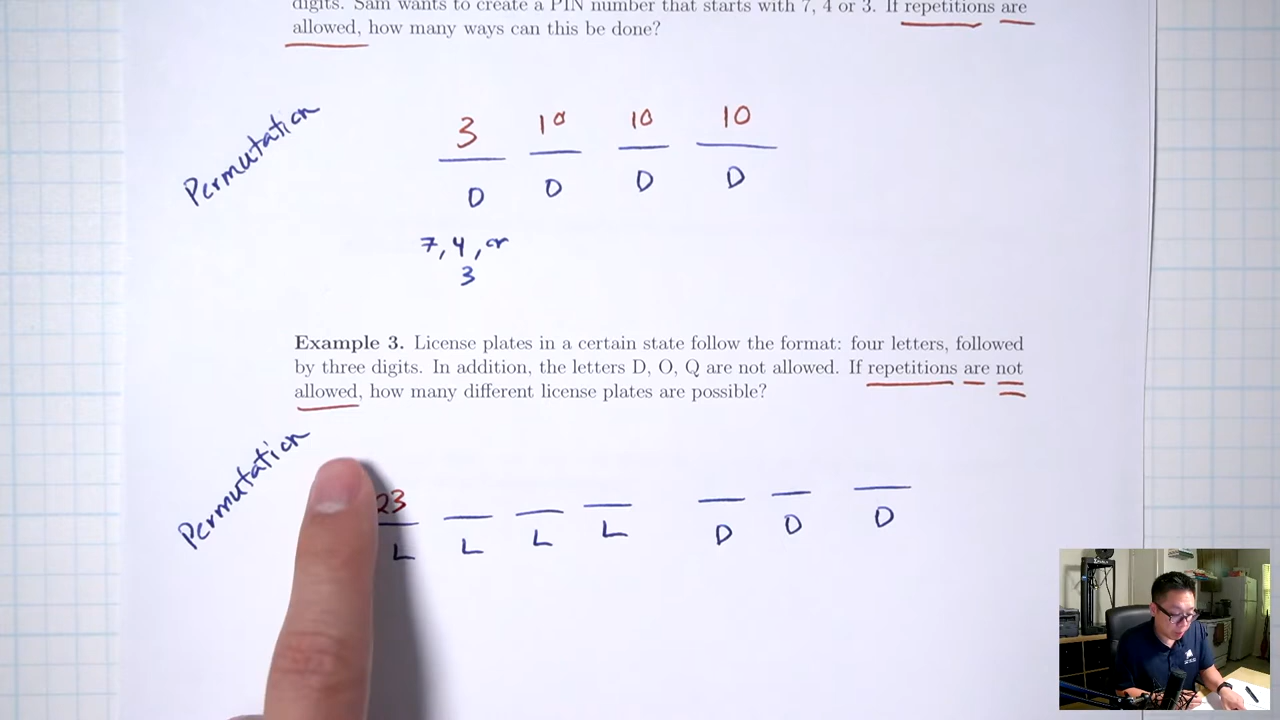 digits. Sam wants to create a PIN number that starts with 7, 4 or 3. If repetitions are
allowed, how many ways can this be done?
Permutation
3 10 10 10
D D D D
7, 4, or
3
Example 3. License plates in a certain state follow the format: four letters, followed
by three digits. In addition, the letters D, O, Q are not allowed. If repetitions are not
allowed, how many different license plates are possible?
Permutation
23
L L L L D D D